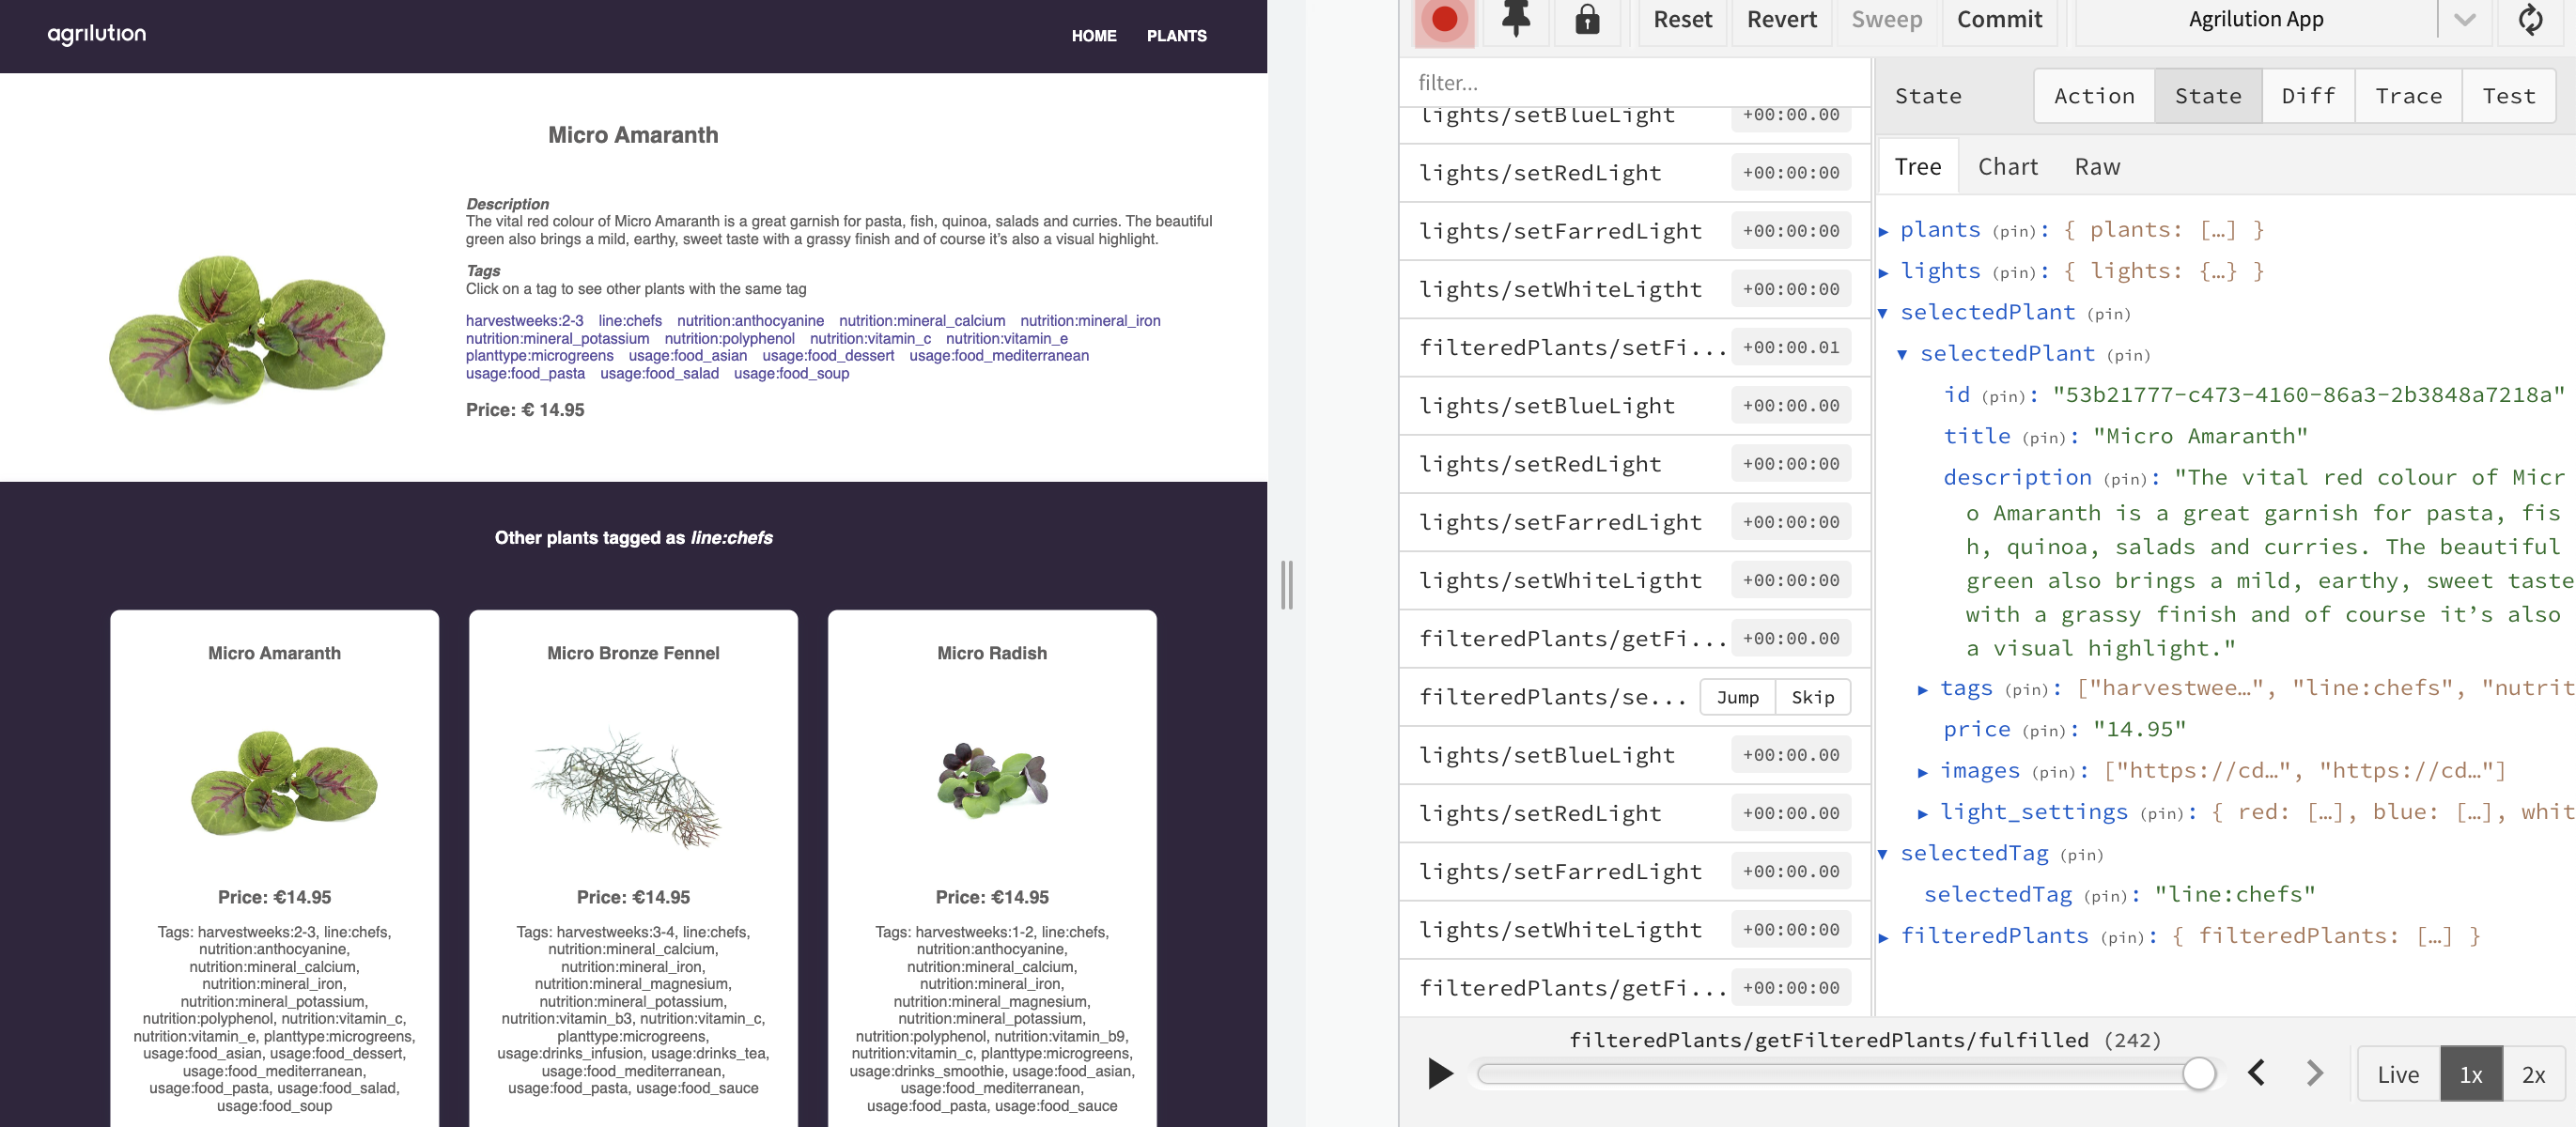 agrilution
HOME PLANTS
Micro Amaranth
Description
The vital red colour of Micro Amaranth is a great garnish for pasta, fish, quinoa, salads and curries. The beautiful
green also brings a mild, earthy, sweet taste with a grassy finish and of course it’s also a visual highlight.
Tags
Click on a tag to see other plants with the same tag
harvestweeks:2-3 line:chefs nutrition:anthocyanine nutrition:mineral_calcium nutrition:mineral_iron
nutrition:mineral_potassium nutrition:polyphenol nutrition:vitamin_c nutrition:vitamin_e
planttype:microgreens usage:food_asian usage:food_dessert usage:food_mediterranean
usage:food_pasta usage:food_salad usage:food_soup
Price: € 14.95
Other plants tagged as line:chefs
Micro Amaranth
Price: €14.95
Tags: harvestweeks:2-3, line:chefs,
nutrition:anthocyanine,
nutrition:mineral_calcium,
nutrition:mineral_iron,
nutrition:mineral_potassium,
nutrition:polyphenol, nutrition:vitamin_c,
nutrition:vitamin_e, planttype:microgreens,
usage:food_asian, usage:food_dessert,
usage:food_mediterranean,
usage:food_pasta, usage:food_salad,
usage:food_soup
Micro Bronze Fennel
Price: €14.95
Tags: harvestweeks:3-4, line:chefs,
nutrition:mineral_calcium,
nutrition:mineral_iron,
nutrition:mineral_magnesium,
nutrition:mineral_potassium,
nutrition:vitamin_b3, nutrition:vitamin_c,
planttype:microgreens,
usage:drinks_infusion, usage:drinks_tea,
usage:food_mediterranean,
usage:food_pasta, usage:food_sauce
Micro Radish
Price: €14.95
Tags: harvestweeks:1-2, line:chefs,
nutrition:anthocyanine,
nutrition:mineral_calcium,
nutrition:mineral_iron,
nutrition:mineral_magnesium,
nutrition:mineral_potassium,
nutrition:polyphenol, nutrition:vitamin_b9,
nutrition:vitamin_c, planttype:microgreens,
usage:drinks_smoothie, usage:food_asian,
usage:food_mediterranean,
usage:food_pasta, usage:food_sauce
Reset Revert Sweep Commit Agrilution App
filter...
lights/setBlueLight +00:00.00
lights/setRedLight +00:00:00
lights/setFarredLight +00:00:00
lights/setWhiteLigtht +00:00:00
filteredPlants/setFi... +00:00.01
lights/setBlueLight +00:00.00
lights/setRedLight +00:00:00
lights/setFarredLight +00:00:00
lights/setWhiteLigtht +00:00:00
filteredPlants/getFi... +00:00.00
filteredPlants/se... Jump Skip
lights/setBlueLight +00:00.00
lights/setRedLight +00:00.00
lights/setFarredLight +00:00.00
lights/setWhiteLigtht +00:00.00
filteredPlants/getFi... +00:00:00
State Action State Diff Trace Test
Tree Chart Raw
plants (pin): { plants: […] }
lights (pin): { lights: {…} }
selectedPlant (pin)
selectedPlant (pin)
id (pin): "53b21777-c473-4160-86a3-2b3848a7218a"
title (pin): "Micro Amaranth"
description (pin): "The vital red colour of Micr
o Amaranth is a great garnish for pasta, fis
h, quinoa, salads and curries. The beautiful
green also brings a mild, earthy, sweet taste
with a grassy finish and of course it’s also
a visual highlight."
tags (pin): ["harvestwee…", "line:chefs", "nutrit
price (pin): "14.95"
images (pin): ["https://cd…", "https://cd…"]
light_settings (pin): { red: […], blue: […], whit
selectedTag (pin)
selectedTag (pin): "line:chefs"
filteredPlants (pin): { filteredPlants: […] }
filteredPlants/getFilteredPlants/fulfilled (242)
Live 1x 2x